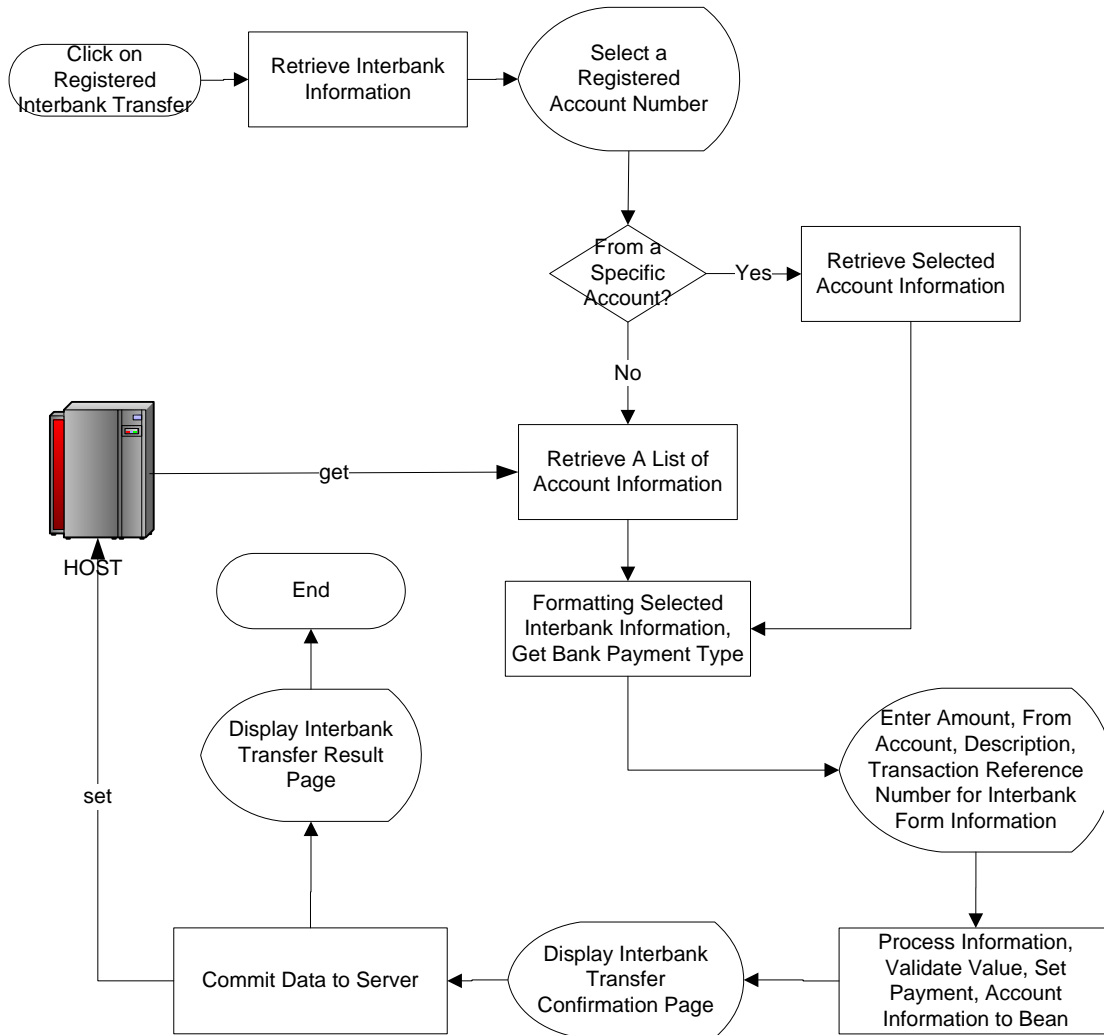 Click on
Registered
Interbank Transfer
Retrieve Interbank
Information
Select a
Registered
Account Number
From a
Specific
Account?
Yes
Retrieve Selected
Account Information
No
get
Retrieve A List of
Account Information
HOST
End
Formatting Selected
Interbank Information,
Get Bank Payment Type
Display Interbank
Transfer Result
Page
Enter Amount, From
Account, Description,
Transaction Reference
Number for Interbank
Form Information
set
Commit Data to Server
Display Interbank
Transfer
Confirmation Page
Process Information,
Validate Value, Set
Payment, Account
Information to Bean